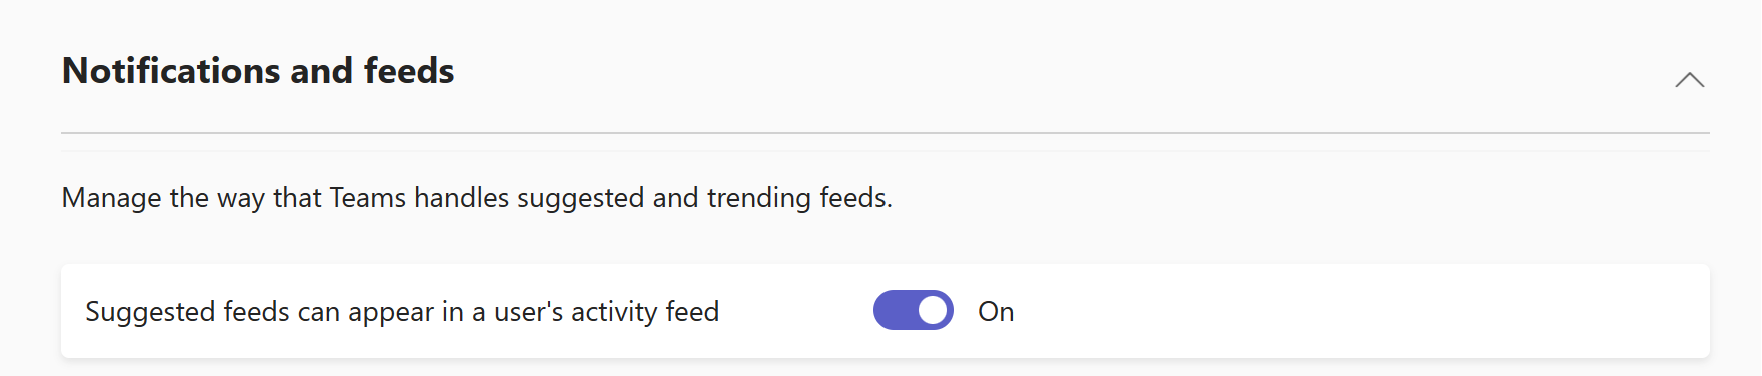 Notifications and feeds
Manage the way that Teams handles suggested and trending feeds.
Suggested feeds can appear in a user's activity feed On